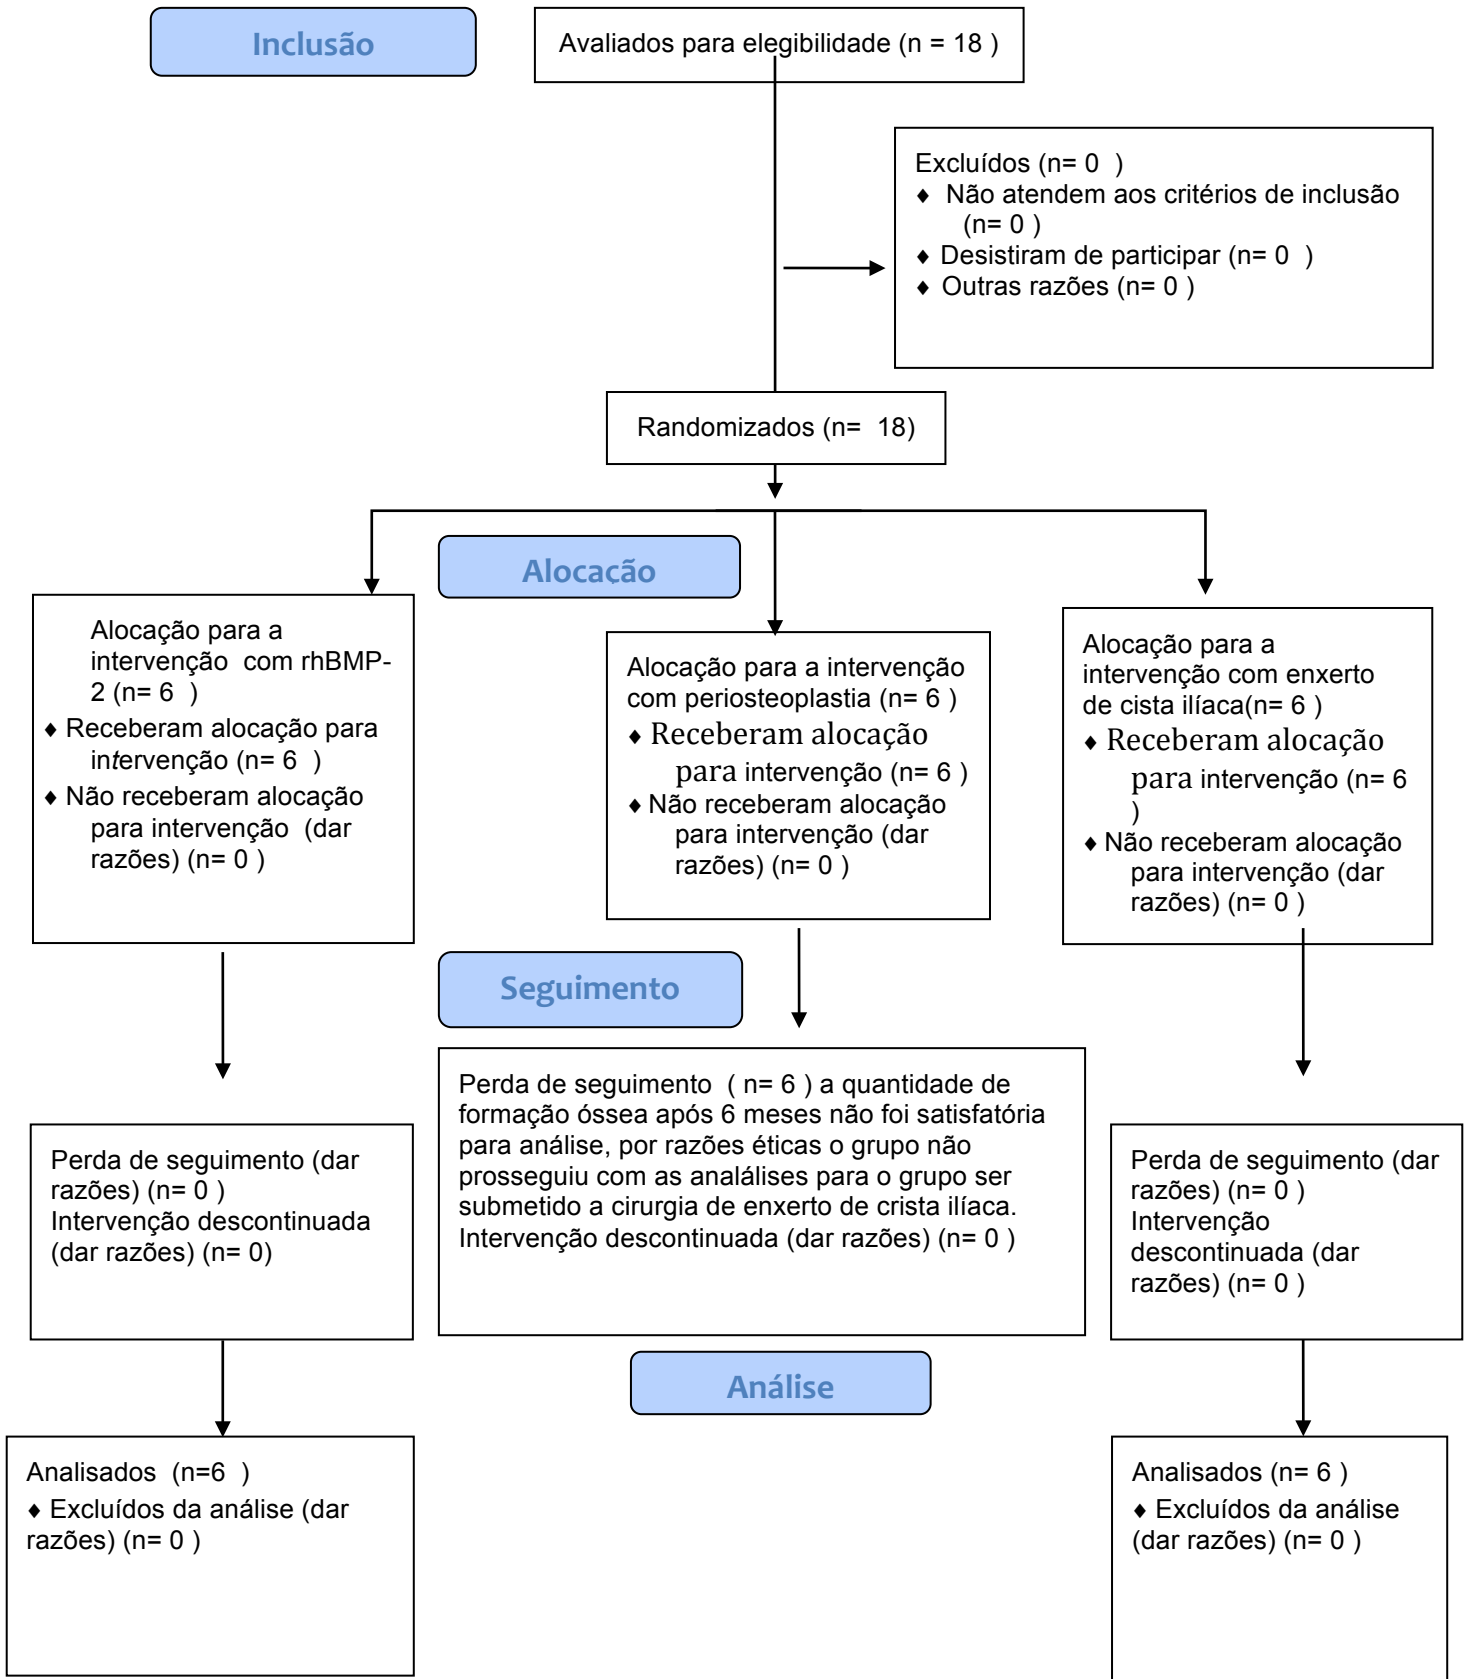 Inclusão
Avaliados para elegibilidade (n = 18 )
Excluídos (n= 0 )
♦ Não atendem aos critérios de inclusão
(n= 0 )
♦ Desistiram de participar (n= 0 )
♦ Outras razões (n= 0 )
Randomizados (n= 18)
Alocação
Alocação para a
intervenção com rhBMP-
2 (n= 6 )
♦ Receberam alocação para
intervenção (n= 6 )
♦ Não receberam alocação
para intervenção (dar
razões) (n= 0 )
Alocação para a intervenção
com periosteoplastia (n= 6 )
♦ Receberam alocação
para intervenção (n= 6 )
♦ Não receberam alocação
para intervenção (dar
razões) (n= 0 )
Alocação para a
intervenção com enxerto
de cista ilíaca(n= 6 )
♦ Receberam alocação
para intervenção (n= 6
)
♦ Não receberam alocação
para intervenção (dar
razões) (n= 0 )
Seguimento
Perda de seguimento (dar
razões) (n= 0 )
Intervenção descontinuada
(dar razões) (n= 0)
Perda de seguimento ( n= 6 ) a quantidade de
formação óssea após 6 meses não foi satisfatória
para análise, por razões éticas o grupo não
prosseguiu com as analálises para o grupo ser
submetido a cirurgia de enxerto de crista ilíaca.
Intervenção descontinuada (dar razões) (n= 0 )
Perda de seguimento (dar
razões) (n= 0 )
Intervenção
descontinuada (dar
razões) (n= 0 )
Análise
Analisados (n=6 )
♦ Excluídos da análise (dar
razões) (n= 0 )
Analisados (n= 6 )
♦ Excluídos da análise
(dar razões) (n= 0 )